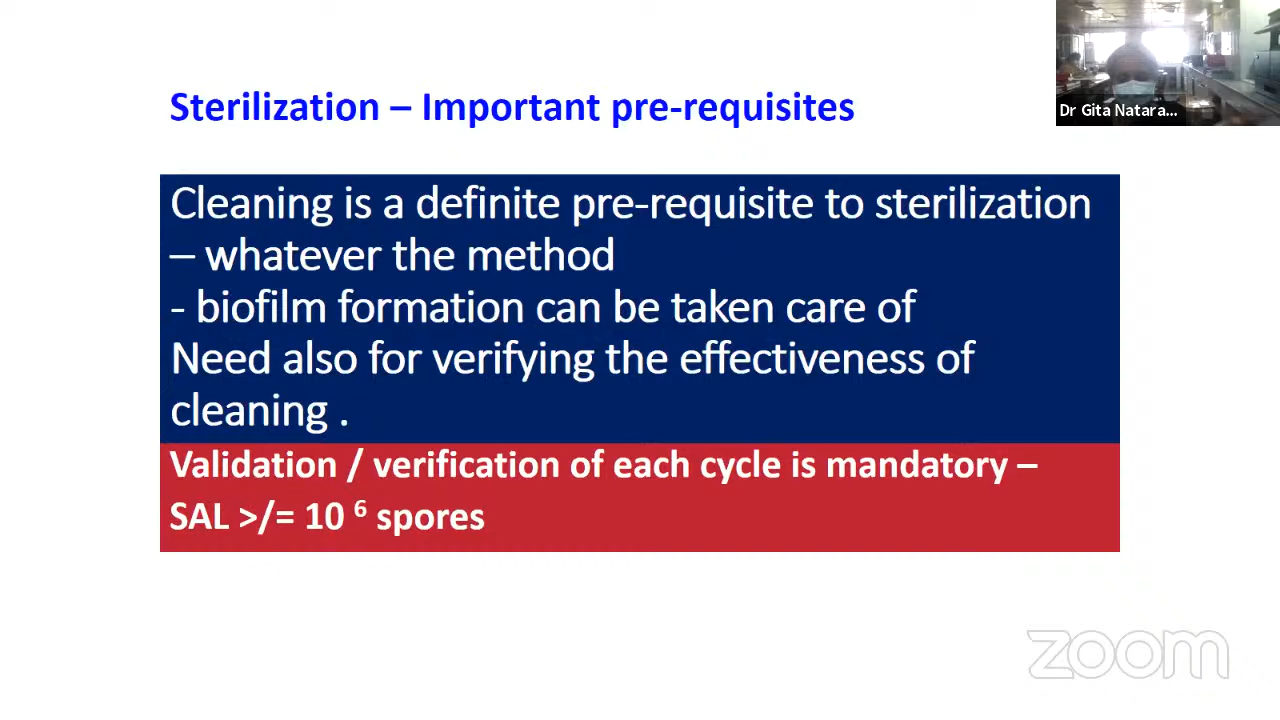 Sterilization – Important pre-requisites
Dr Gita Natara...
Cleaning is a definite pre-requisite to sterilization
– whatever the method
- biofilm formation can be taken care of
Need also for verifying the effectiveness of
cleaning .
Validation / verification of each cycle is mandatory –
SAL >/= 10 6 spores
zoom